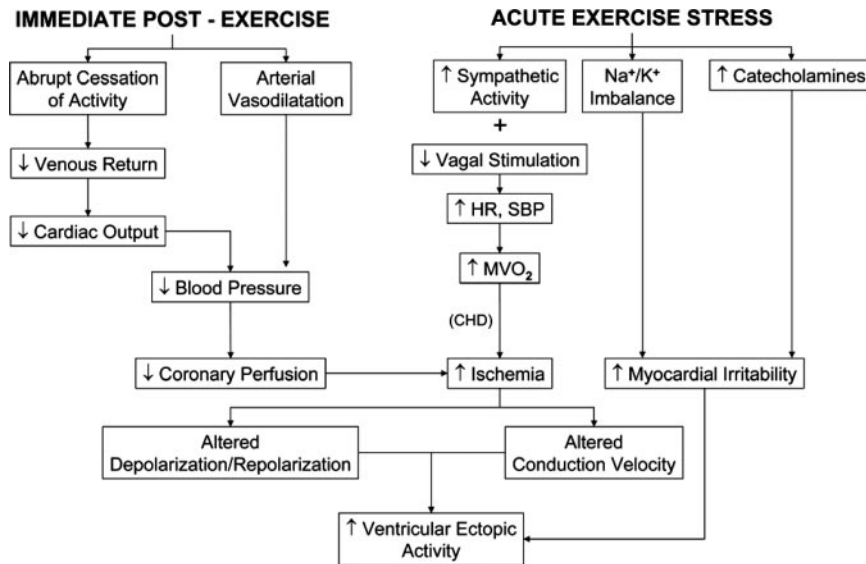 IMMEDIATE POST - EXERCISE
Abrupt Cessation
of Activity
Arterial
Vasodilatation
↓ Venous Return
↓ Cardiac Output
↓ Blood Pressure
↓ Coronary Perfusion
ACUTE EXERCISE STRESS
↑ Sympathetic
Activity
+
↓ Vagal Stimulation
↑ HR, SBP
↑ MVO₂
(CHD)
↑ Ischemia
Na⁺/K⁺
Imbalance
↑ Catecholamines
↑ Myocardial Irritability
Altered
Depolarization/Repolarization
Altered
Conduction Velocity
↑ Ventricular Ectopic
Activity